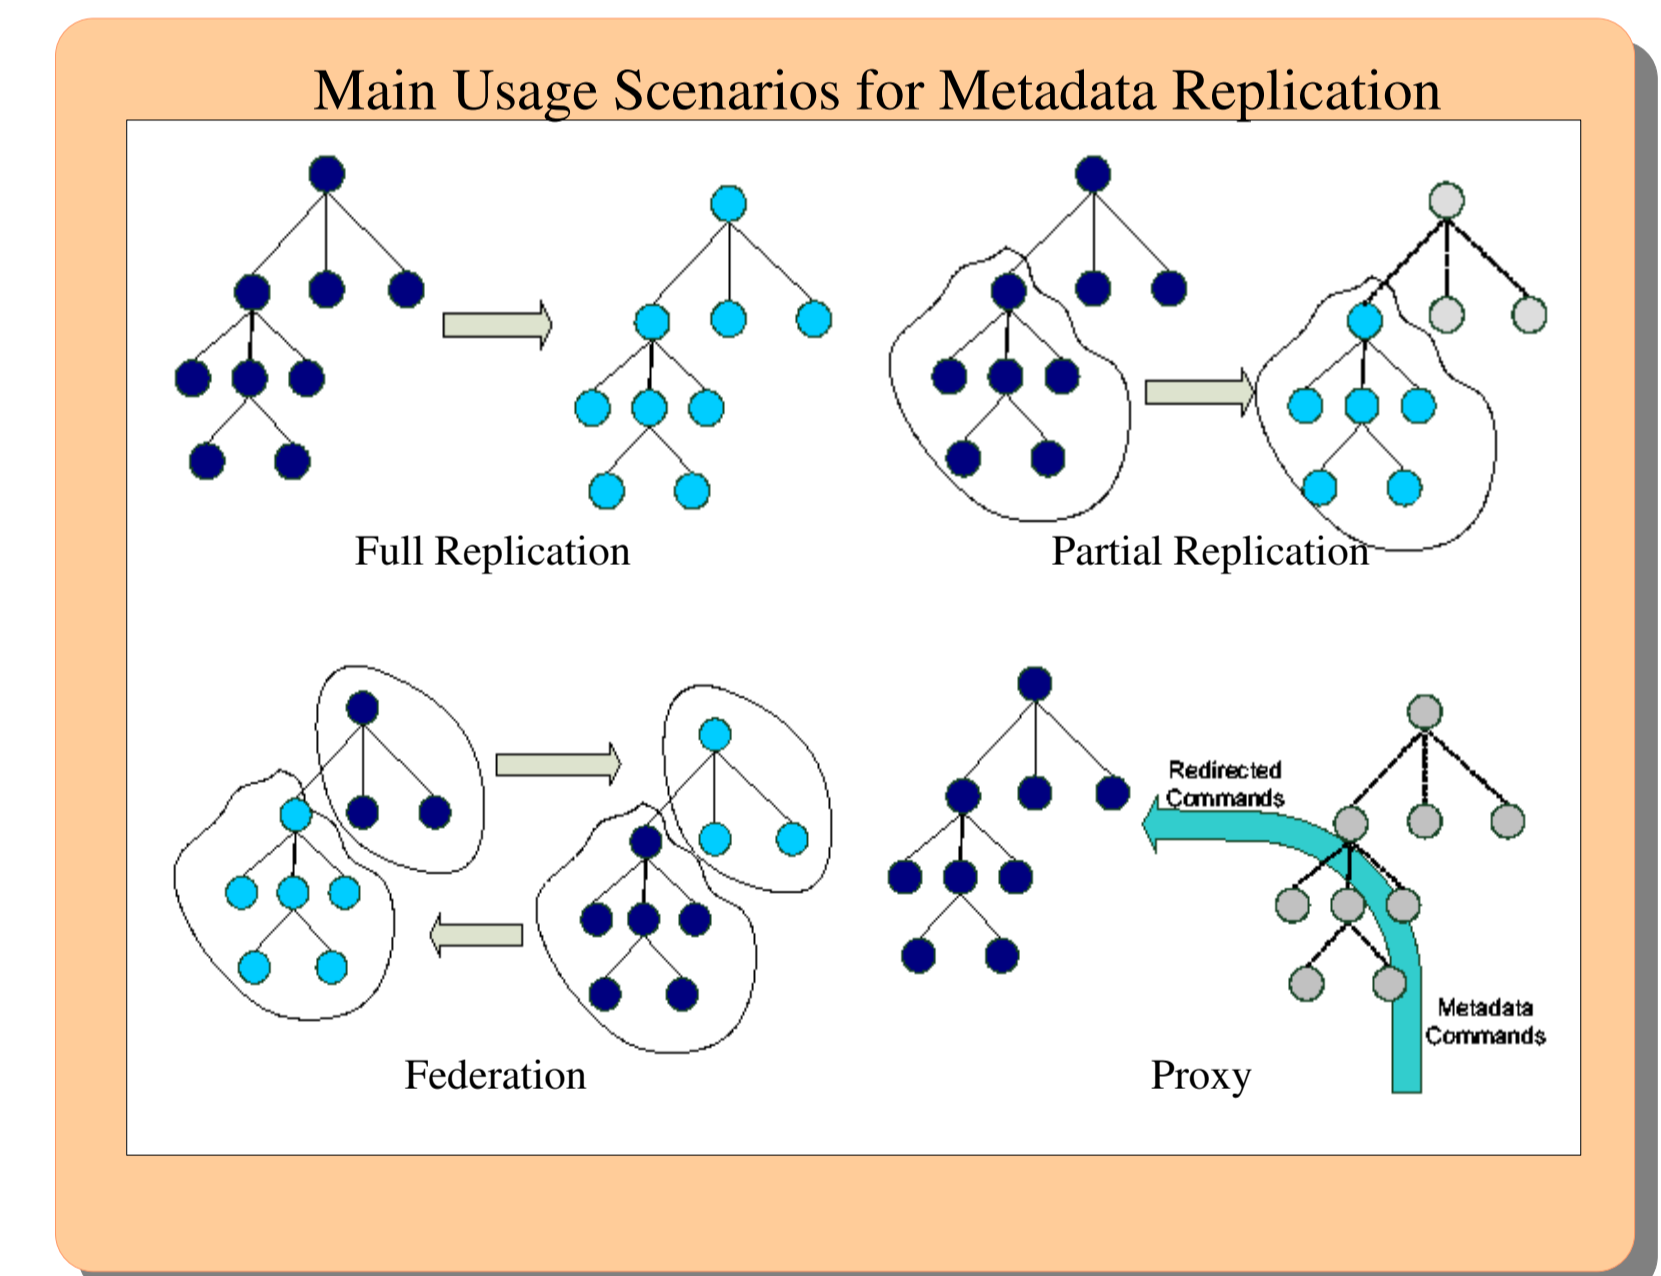 Main Usage Scenarios for Metadata Replication
Full Replication
Partial Replication
Redirected
Commands
Metadata
Commands
Federation
Proxy